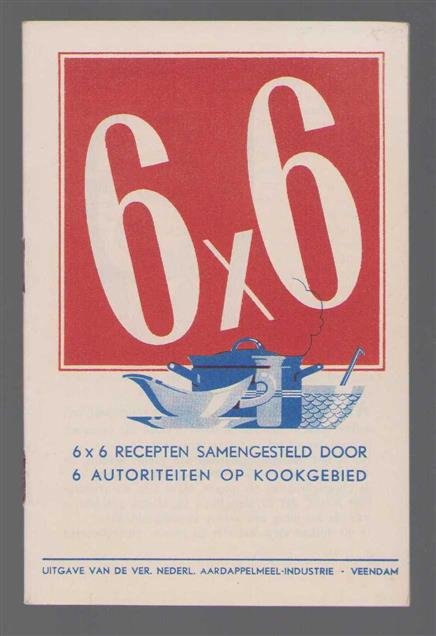 6x6
6 x 6 RECEPTEN SAMENGESTELD DOOR
6 AUTORITEITEN OP KOOKGEBIED
UITGAVE VAN DE VER. NEDERL. AARDAPPELMEEL-INDUSTRIE - VEENDAM